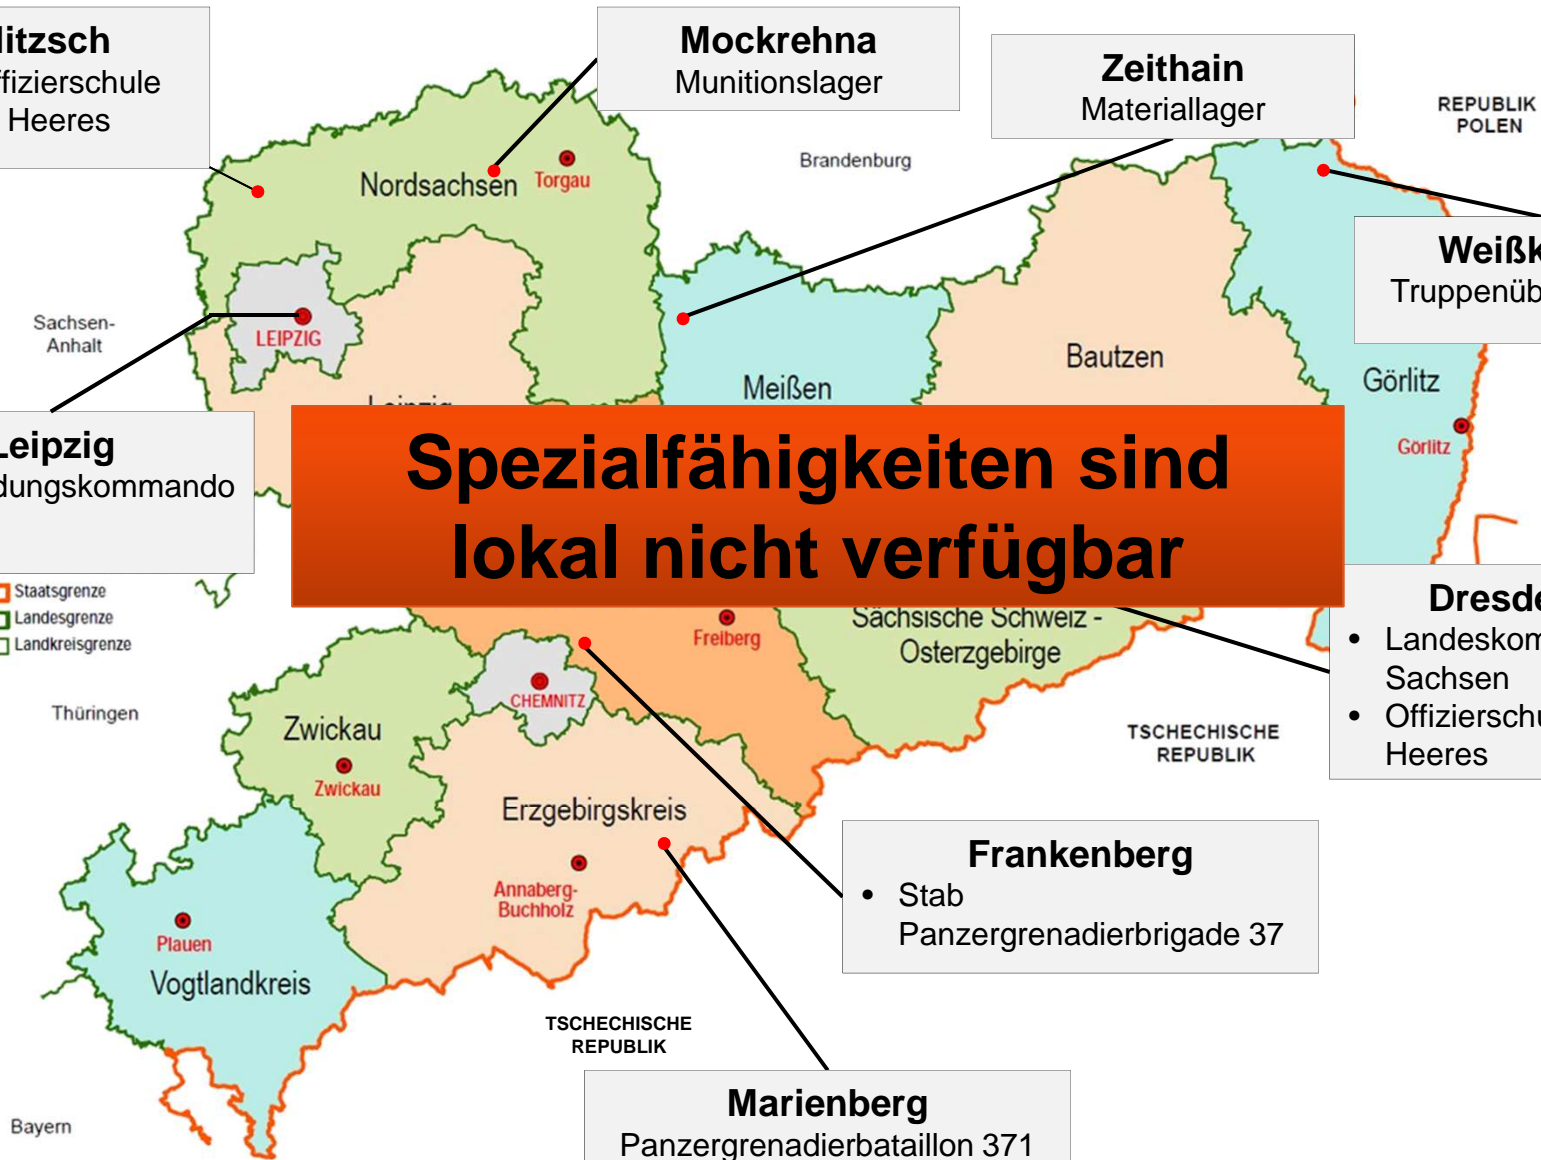 litzsch
ffizierschule
Heeres
Mockrehna
Munitionslager
Zeithain
Materiallager
REPUBLIK
POLEN
Brandenburg
Nordsachsen
Torgau
Weißk
Truppenüb
Sachsen-
Anhalt
LEIPZIG
Bautzen
Meißen
Görlitz
Görlitz
Leipzig
dungskommando
Spezialfähigkeiten sind
lokal nicht verfügbar
Staatsgrenze
Landesgrenze
Landkreisgrenze
Freiberg
Sächsische Schweiz -
Osterzgebirge
Dresde
• Landeskom
Sachsen
• Offizierschu
Heeres
Thüringen
CHEMNITZ
Zwickau
Zwickau
TSCHECHISCHE
REPUBLIK
Erzgebirgskreis
Annaberg-
Buchholz
Frankenberg
• Stab
Panzergrenadierbrigade 37
Plauen
Vogtlandkreis
TSCHECHISCHE
REPUBLIK
Bayern
Marienberg
Panzergrenadierbataillon 371